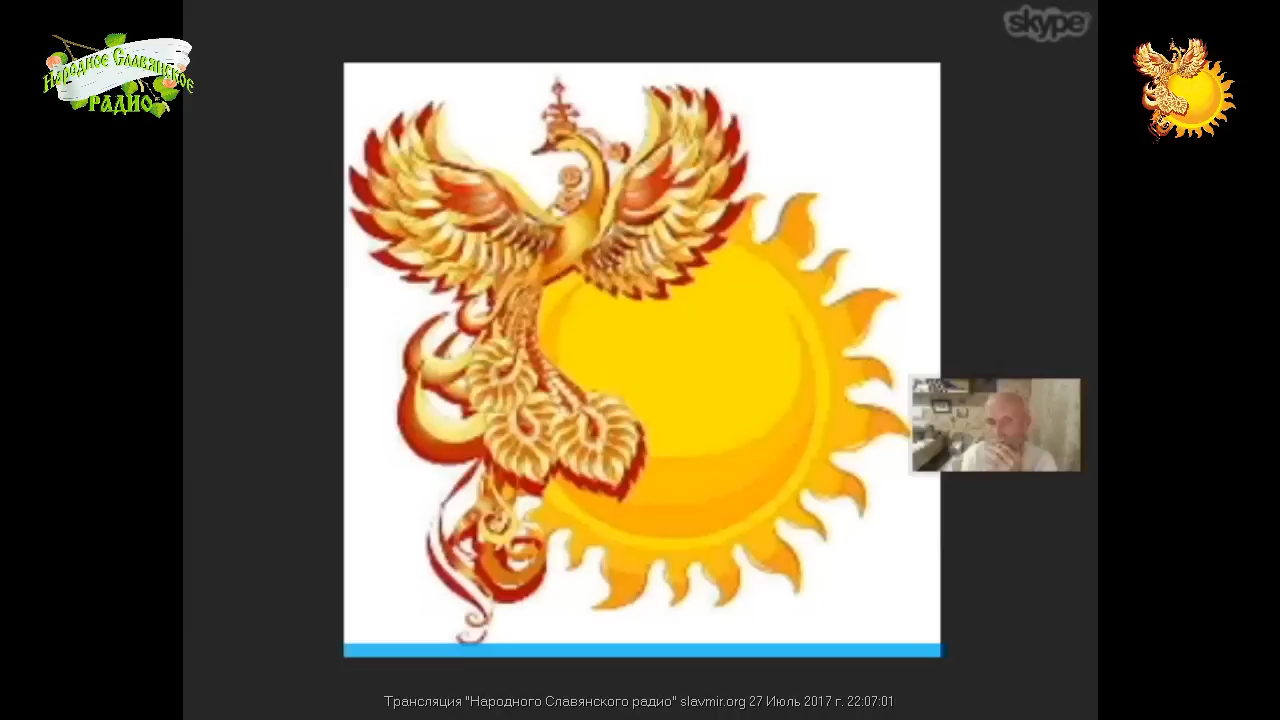 Народное Славянское
РАДИО
skype
Трансляция "Народного Славянского радио" slavmir.org 27 Июль 2017 г. 22:07:01